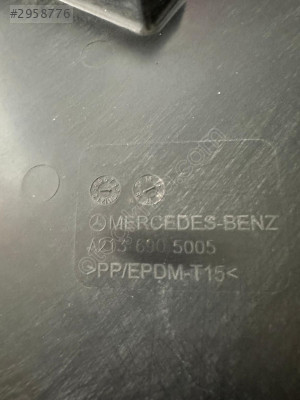 #2958776
MERCEDES-BENZ
A213 690 5005
>PP/EPDM-T15<